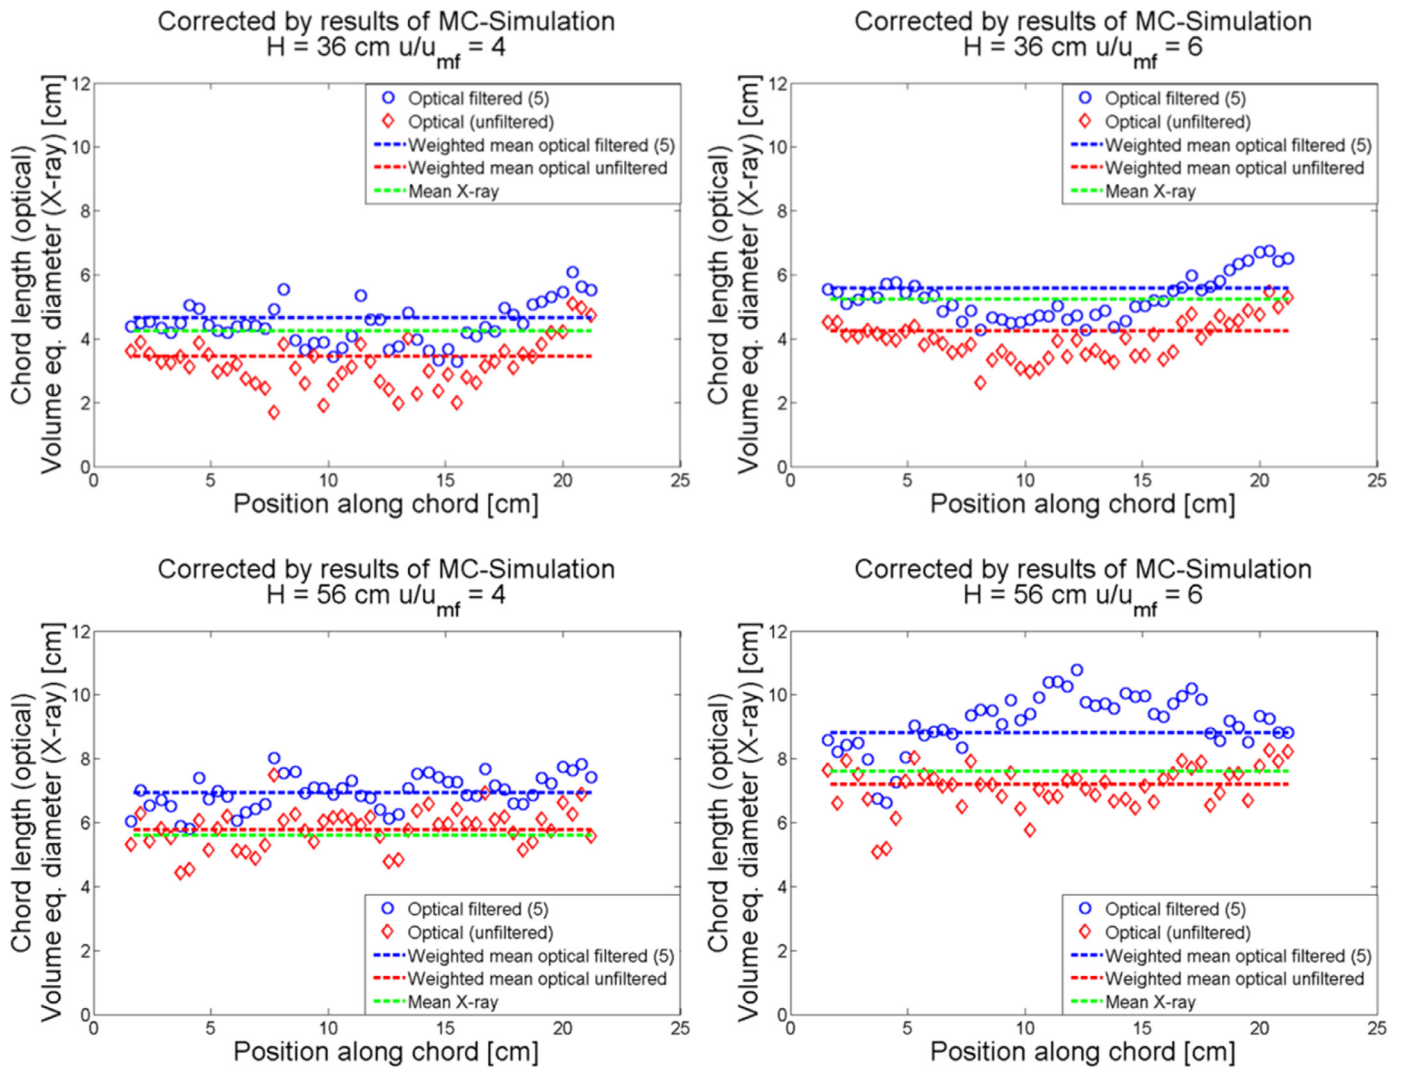 Corrected by results of MC-Simulation
H = 36 cm u/umf = 4
Chord length (optical)
Volume eq. diameter (X-ray) [cm]
12
10
8
6
4
2
0
Optical filtered (5)
Optical (unfiltered)
Weighted mean optical filtered (5)
Weighted mean optical unfiltered
Mean X-ray
0 5 10 15 20 25
Position along chord [cm]
Corrected by results of MC-Simulation
H = 36 cm u/umf = 6
Chord length (optical)
Volume eq. diameter (X-ray) [cm]
12
10
8
6
4
2
0
Optical filtered (5)
Optical (unfiltered)
Weighted mean optical filtered (5)
Weighted mean optical unfiltered
Mean X-ray
0 5 10 15 20 25
Position along chord [cm]
Corrected by results of MC-Simulation
H = 56 cm u/umf = 4
Chord length (optical)
Volume eq. diameter (X-ray) [cm]
12
10
8
6
4
2
0
Optical filtered (5)
Optical (unfiltered)
Weighted mean optical filtered (5)
Weighted mean optical unfiltered
Mean X-ray
0 5 10 15 20 25
Position along chord [cm]
Corrected by results of MC-Simulation
H = 56 cm u/umf = 6
Chord length (optical)
Volume eq. diameter (X-ray) [cm]
12
10
8
6
4
2
0
Optical filtered (5)
Optical (unfiltered)
Weighted mean optical filtered (5)
Weighted mean optical unfiltered
Mean X-ray
0 5 10 15 20 25
Position along chord [cm]